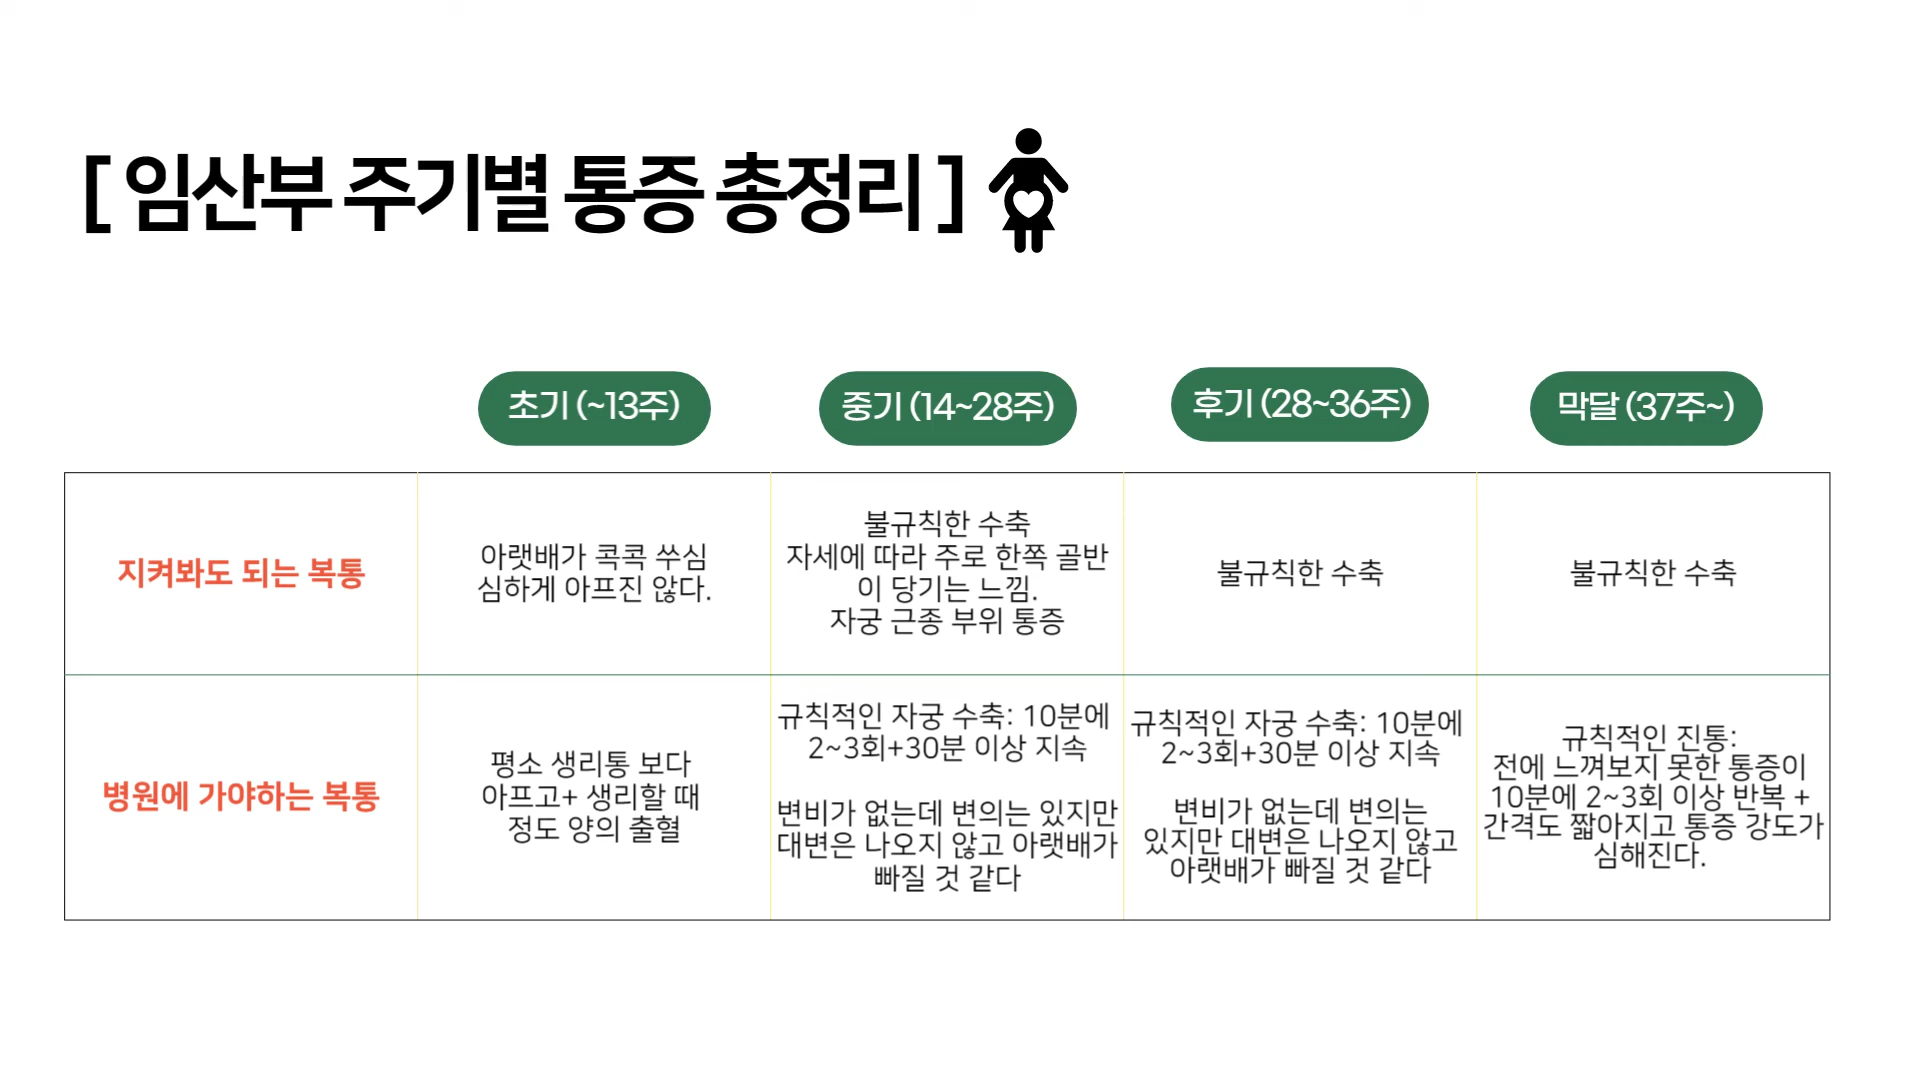 [ 임산부 주기별 통증 총정리 ]
초기 (~13주)
중기 (14~28주)
후기 (28~36주)
막달 (37주~)
지켜봐도 되는 복통
아랫배가 콕콕 쑤심
심하게 아프진 않다.
불규칙한 수축
자세에 따라 주로 한쪽 골반
이 당기는 느낌.
자궁 근종 부위 통증
불규칙한 수축
불규칙한 수축
병원에 가야하는 복통
평소 생리통 보다
아프고+ 생리할 때
정도 양의 출혈
규칙적인 자궁 수축: 10분에
2~3회+30분 이상 지속
변비가 없는데 변의는 있지만
대변은 나오지 않고 아랫배가
빠질 것 같다
규칙적인 자궁 수축: 10분에
2~3회+30분 이상 지속
변비가 없는데 변의는
있지만 대변은 나오지 않고
아랫배가 빠질 것 같다
규칙적인 진통:
전에 느껴보지 못한 통증이
10분에 2~3회 이상 반복 +
간격도 짧아지고 통증 강도가
심해진다.